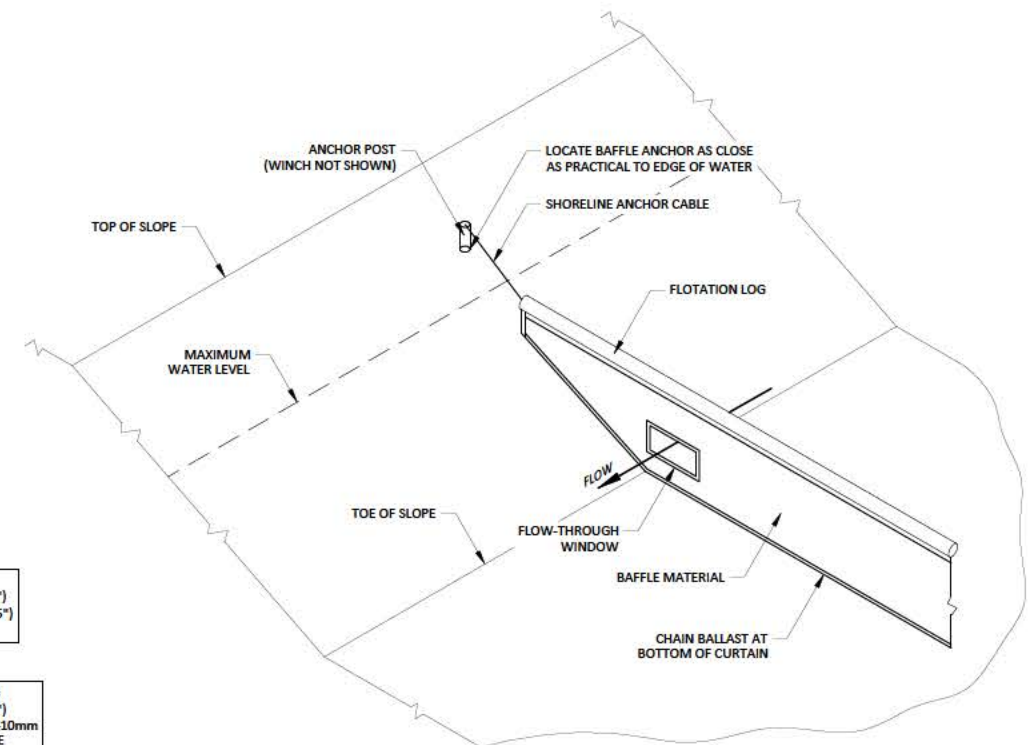 ANCHOR POST
(WINCH NOT SHOWN)
LOCATE BAFFLE ANCHOR AS CLOSE
AS PRACTICAL TO EDGE OF WATER
SHORELINE ANCHOR CABLE
TOP OF SLOPE
FLOTATION LOG
MAXIMUM
WATER LEVEL
FLOW
TOE OF SLOPE
FLOW-THROUGH
WINDOW
BAFFLE MATERIAL
CHAIN BALLAST AT
BOTTOM OF CURTAIN
")
")
")
10mm
E